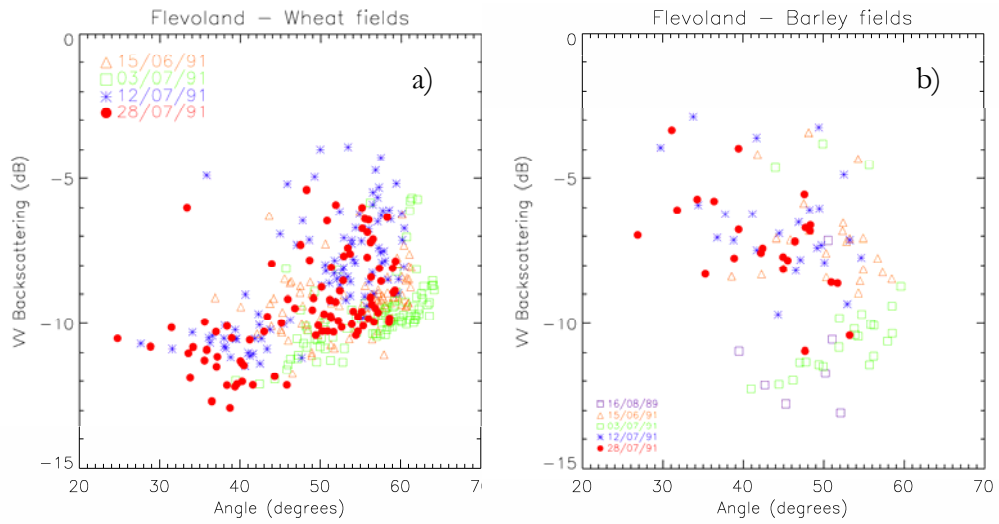 Flevoland – Wheat fields
0
−5
−10
−15
VV Backscattering (dB)
15/06/91
03/07/91
12/07/91
28/07/91
a)
20 30 40 50 60
Angle (degrees)
Flevoland – Barley fields
0
−5
−10
−15
VV Backscattering (dB)
b)
16/08/89
15/06/91
03/07/91
12/07/91
28/07/91
20 30 40 50 60 70
Angle (degrees)